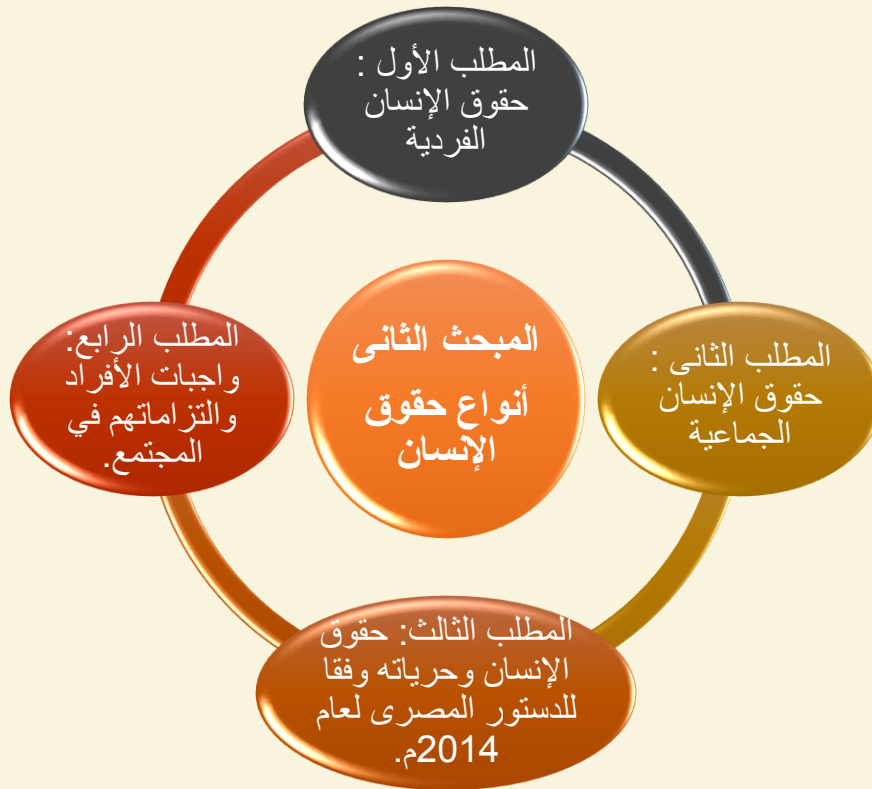 المطلب الأول :
حقوق الإنسان
الفردية
المبحث الثانى
أنواع حقوق
الإنسان
المطلب الثانى :
حقوق الإنسان
الجماعية
المطلب الثالث: حقوق
الإنسان وحرياته وفقا
للدستور المصرى لعام
2014م.
المطلب الرابع:
واجبات الأفراد
والتزاماتهم في
المجتمع.